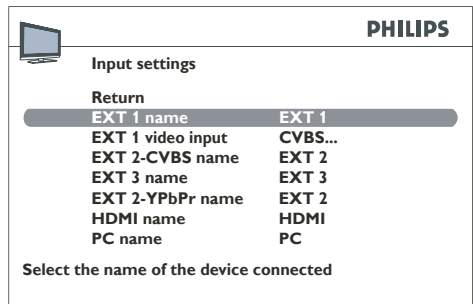 PHILIPS
Input settings
Return
EXT 1 name EXT 1
EXT 1 video input CVBS...
EXT 2-CVBS name EXT 2
EXT 3 name EXT 3
EXT 2-YPbPr name EXT 2
HDMI name HDMI
PC name PC
Select the name of the device connected